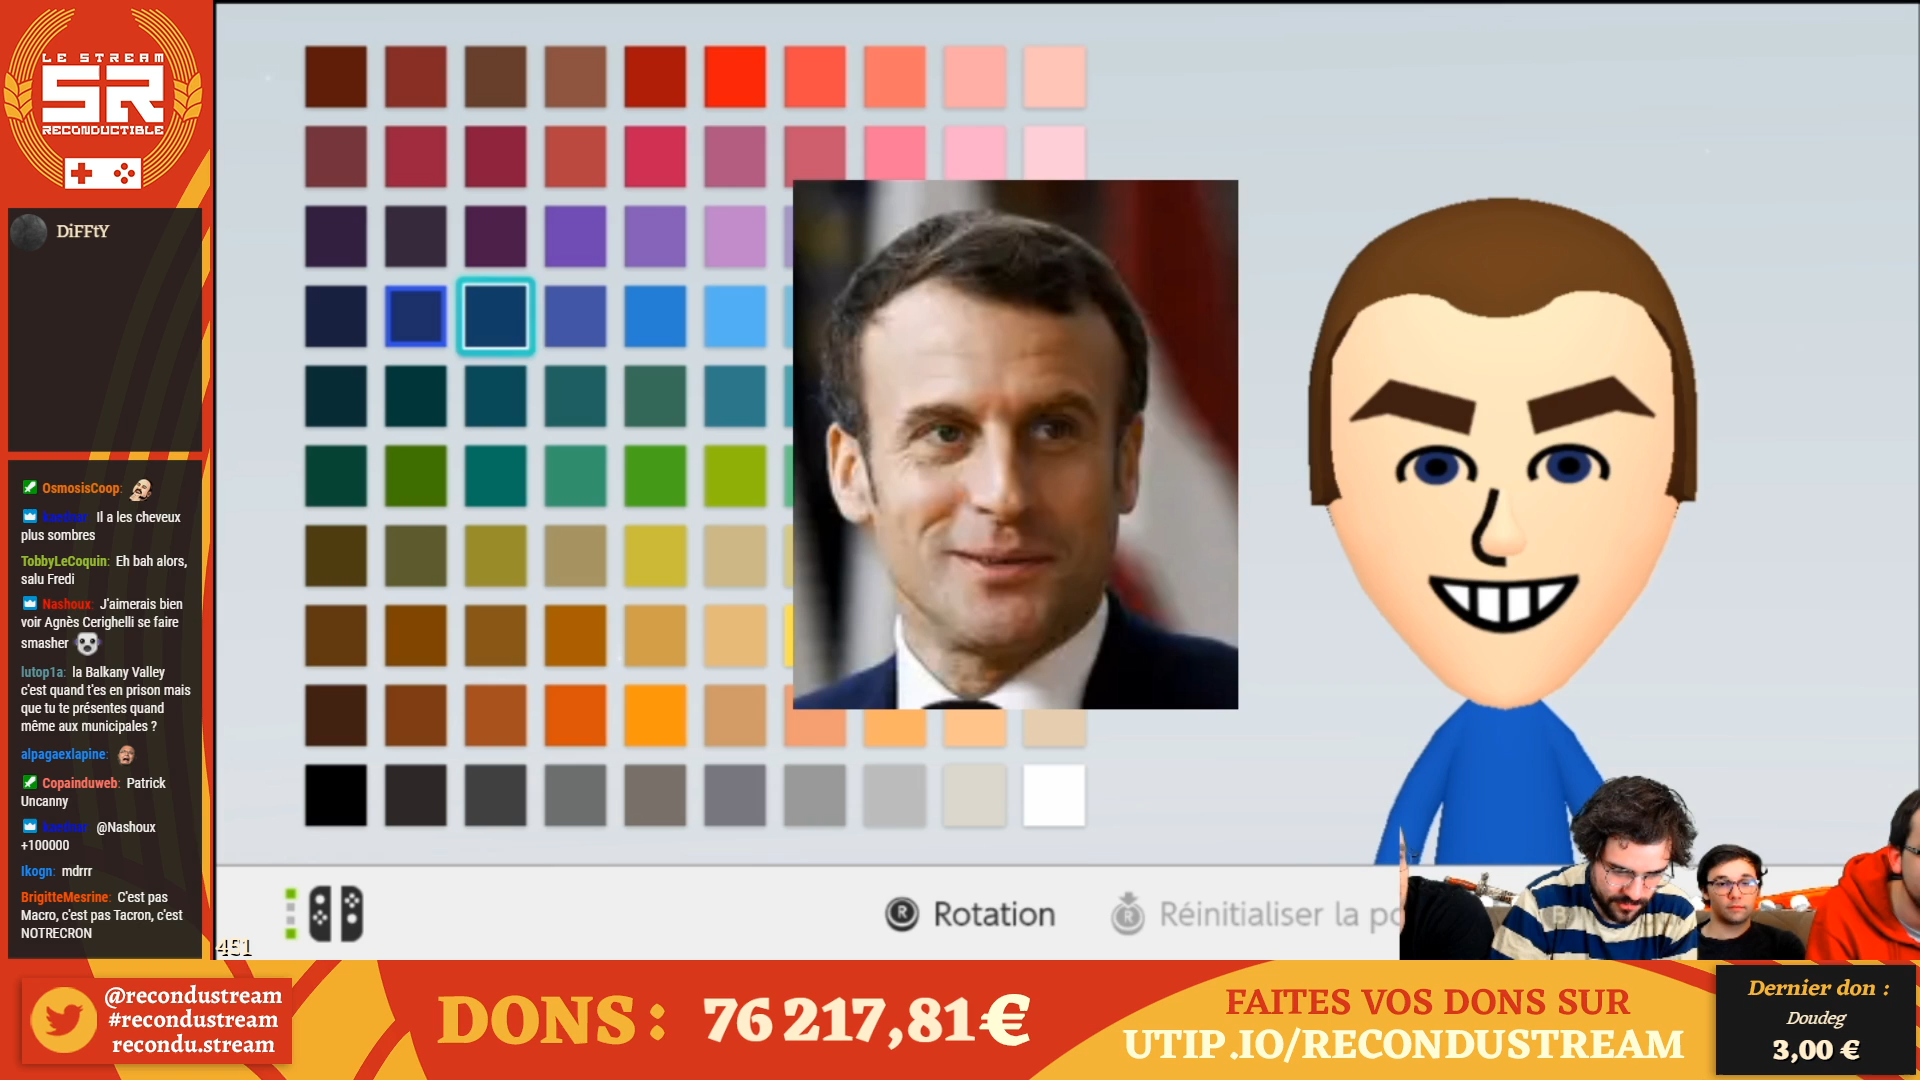 LE STREAM
SR
RECONDUCTIBLE
DiFFtY
OsmosisCoop:
Il a les cheveux
plus sombres
TobbyLeCoquin: Eh bah alors,
salu Fredi
Nashoux: J'aimerais bien
voir Agnès Cerighelli se faire
smasher
lutop1a: la Balkany Valley
c'est quand t'es en prison mais
que tu te présentes quand
même aux municipales ?
alpagaexlapine:
Copainduweb: Patrick
Uncanny
@Nashoux
+100000
Ikogn: mdrrr
BrigitteMesrine: C'est pas
Macro, c'est pas Tacron, c'est
NOTRECRON
451
R Rotation
R Réinitialiser la po
@recondustream
#recondustream
recondu.stream
DONS : 76 217,81€
FAITES VOS DONS SUR
UTIP.IO/RECONDUSTREAM
Dernier don :
Doudeg
3,00 €